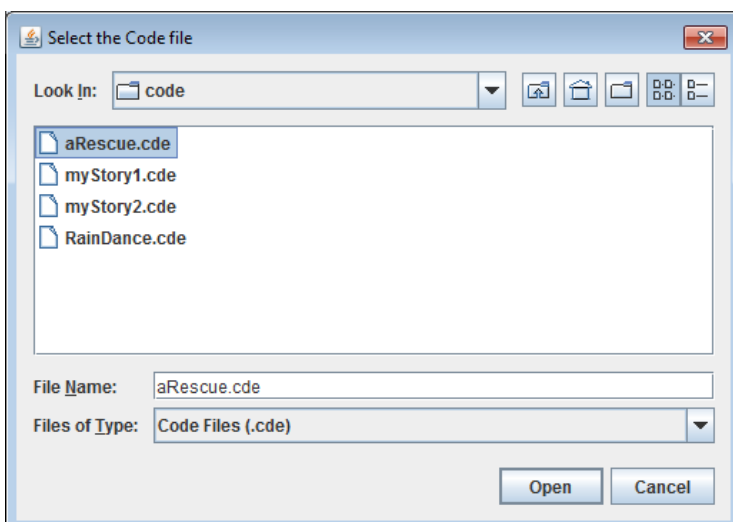 Select the Code file
Look In: code
aRescue.cde
myStory1.cde
myStory2.cde
RainDance.cde
File Name: aRescue.cde
Files of Type: Code Files (.cde)
Open Cancel